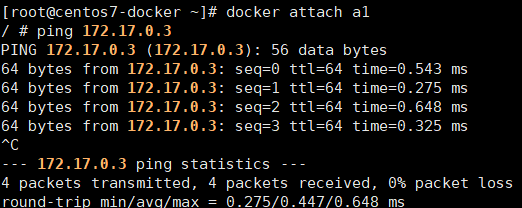 [root@centos7-docker ~]# docker attach a1
/ # ping 172.17.0.3
PING 172.17.0.3 (172.17.0.3): 56 data bytes
64 bytes from 172.17.0.3: seq=0 ttl=64 time=0.543 ms
64 bytes from 172.17.0.3: seq=1 ttl=64 time=0.275 ms
64 bytes from 172.17.0.3: seq=2 ttl=64 time=0.648 ms
64 bytes from 172.17.0.3: seq=3 ttl=64 time=0.325 ms
^C
--- 172.17.0.3 ping statistics ---
4 packets transmitted, 4 packets received, 0% packet loss
round-trip min/avg/max = 0.275/0.447/0.648 ms